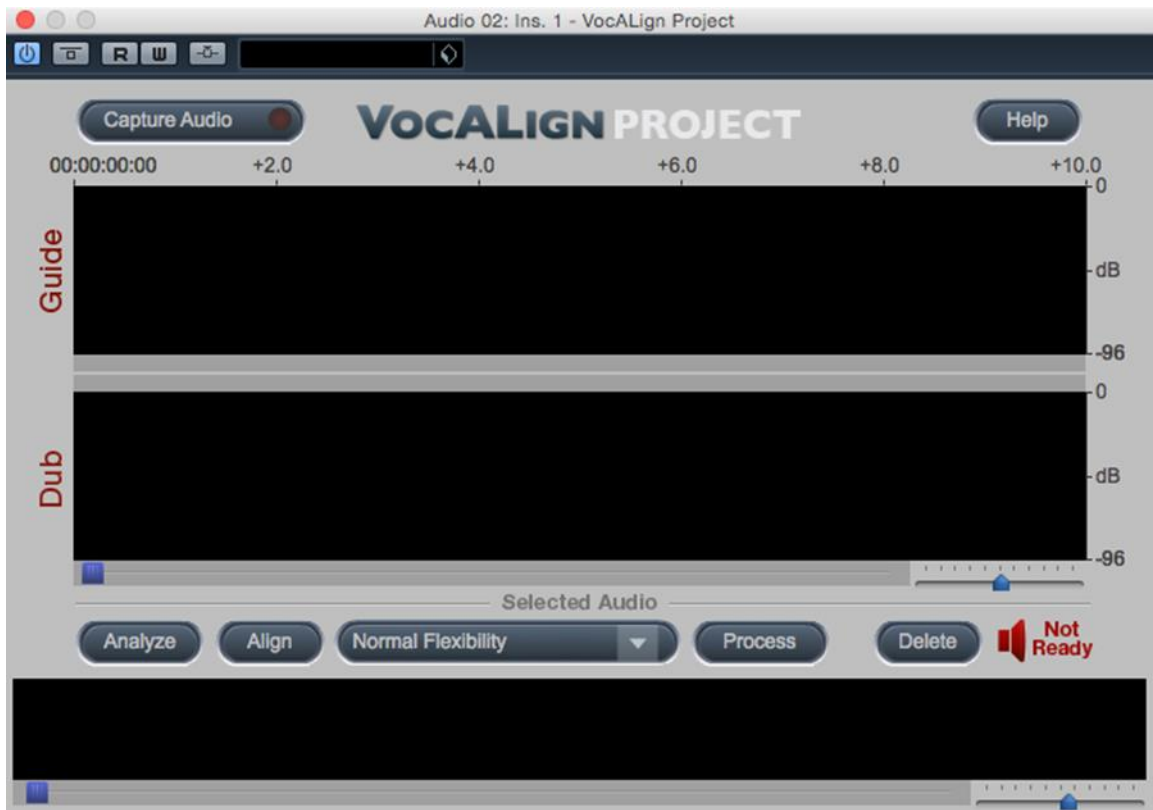 Audio 02: Ins. 1 - VocALign Project
R W
Capture Audio
VOCALIGN PROJECT
Help
00:00:00:00 +2.0 +4.0 +6.0 +8.0 +10.0
Guide
0
dB
-96
Dub
0
dB
-96
Selected Audio
Analyze Align Normal Flexibility Process Delete Not
Ready